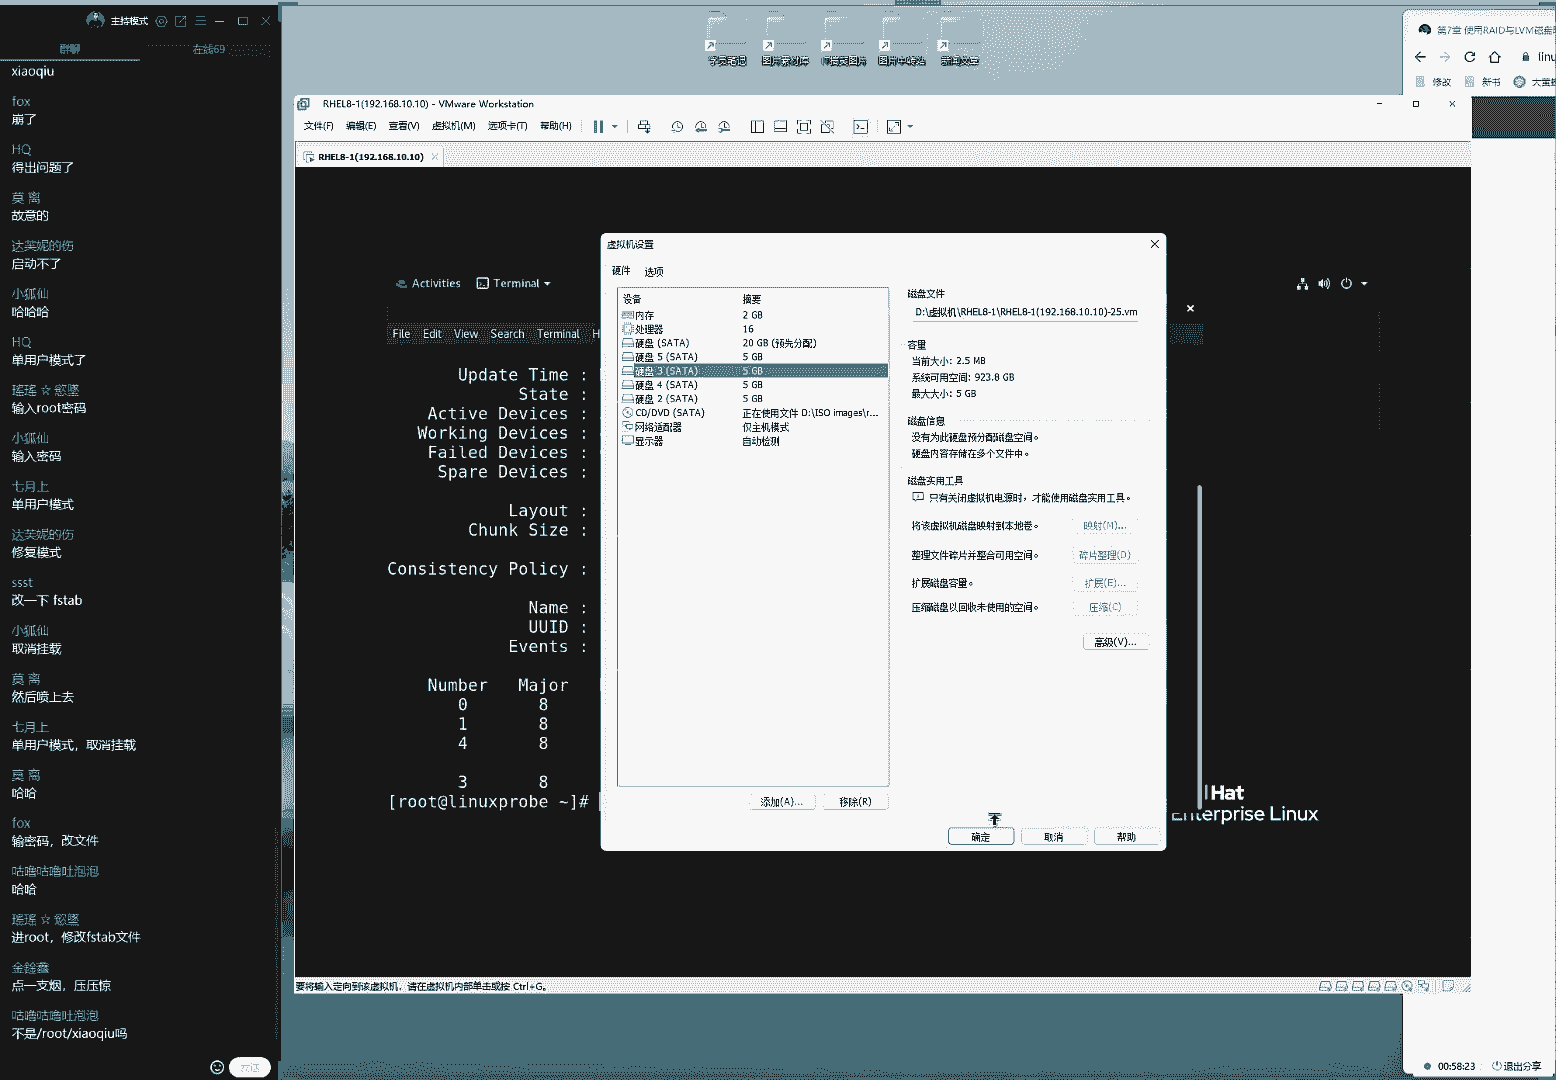 主持模式
群聊
在线69
xiaoqiu
fox
崩了
HQ
得出问题了
莫 离
故意的
达芙妮的伤
启动不了
小狐仙
哈哈哈
HQ
单用户模式了
瑶瑶 ☆ 慾墜
输入root密码
小狐仙
输入密码
七月上
单用户模式
达芙妮的伤
修复模式
ssst
改一下 fstab
小狐仙
取消挂载
莫 离
然后喷上去
七月上
单用户模式，取消挂载
莫 离
哈哈
fox
输密码，改文件
咕噜咕噜吐泡泡
哈哈
瑶瑶 ☆ 慾墜
进root，修改fstab文件
点一支烟，压压惊
咕噜咕噜吐泡泡
不是/root/xiaoqiu吗
发送
学员笔记
图片素材库
新闻文章
RHEL8-1(192.168.10.10) - VMware Workstation
文件(F) 编辑(E) 查看(V) 虚拟机(M) 选项卡(T) 帮助(H)
RHEL8-1(192.168.10.10)
Activities
Terminal
File Edit View Search Terminal H
Update Time :
State :
Active Devices :
Working Devices :
Failed Devices :
Spare Devices :
Layout :
Chunk Size :
Consistency Policy :
Name :
UUID :
Events :
Number Major
0 8
1 8
4 8
3 8
[root@linuxprobe ~]#
Hat
Enterprise Linux
虚拟机设置
硬件 选项
设备 摘要
内存 2 GB
处理器 16
硬盘 (SATA) 20 GB (预先分配)
硬盘 5 (SATA) 5 GB
硬盘 3 (SATA) 5 GB
硬盘 4 (SATA) 5 GB
硬盘 2 (SATA) 5 GB
CD/DVD (SATA) 正在使用文件 D:\ISO images\r...
网络适配器 仅主机模式
显示器 自动检测
添加(A)... 移除(R)
磁盘文件
D:\虚拟机\RHEL8-1\RHEL8-1(192.168.10.10)-25.vm
容量
当前大小: 2.5 MB
系统可用空间: 923.8 GB
最大大小: 5 GB
磁盘信息
没有为此硬盘预分配磁盘空间。
硬盘内容存储在多个文件中。
磁盘实用工具
只有关闭虚拟机电源时，才能使用磁盘实用工具。
将该虚拟机磁盘映射到本地卷。 映射(M)...
整理文件碎片并整合可用空间。 碎片整理(D)
扩展磁盘容量。 扩展(E)...
压缩磁盘以回收未使用的空间。 压缩(C)
高级(V)...
确定 取消 帮助
要将输入定向到该虚拟机，请在虚拟机内部单击或按 Ctrl+G。
第7章 使用RAID与LVM磁盘
linu
修改 新书
00:58:23 退出分享